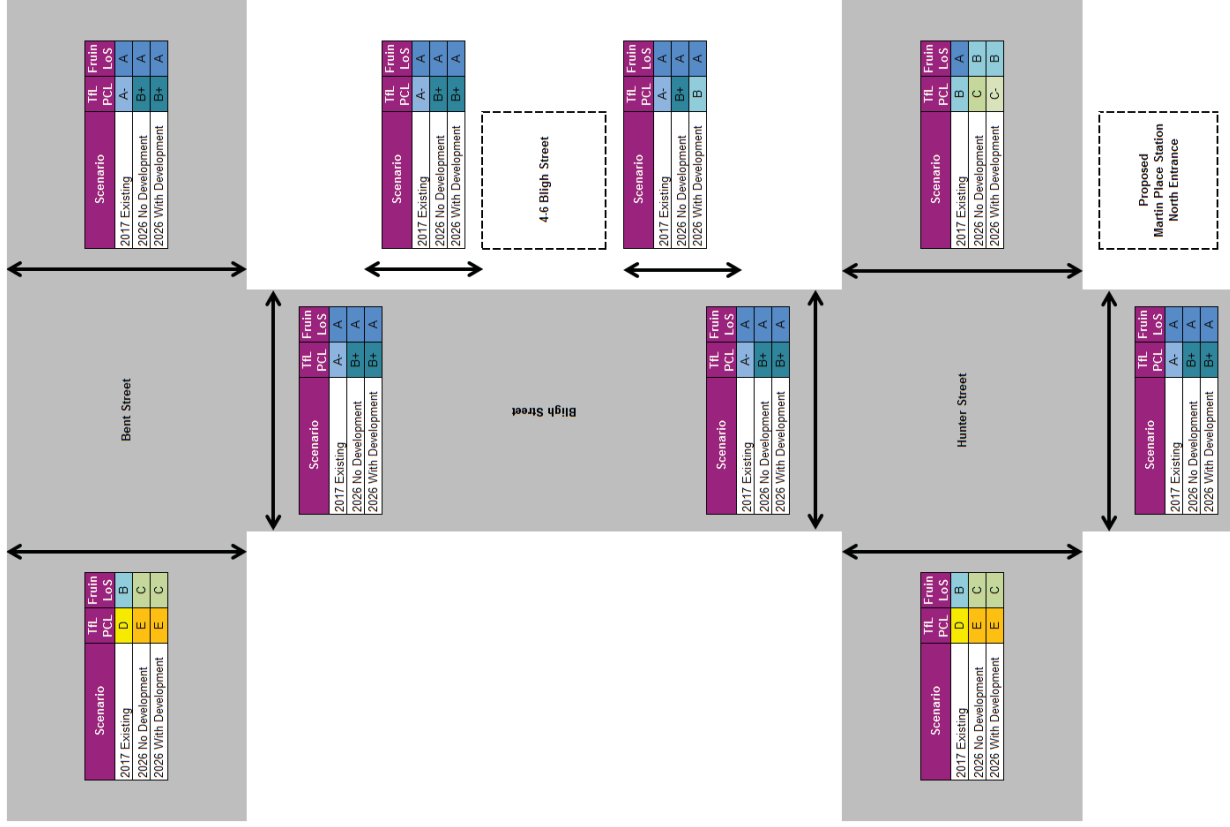 Scenario TfL Fruin
PCL LoS
2017 Existing D B
2026 No Development E C
2026 With Development E C
Bent Street
Scenario TfL Fruin
PCL LoS
2017 Existing A- A
2026 No Development B+ A
2026 With Development B+ A
Scenario TfL Fruin
PCL LoS
2017 Existing A- A
2026 No Development B+ A
2026 With Development B+ A
Scenario TfL Fruin
PCL LoS
2017 Existing A- A
2026 No Development B+ A
2026 With Development B+ A
Bligh Street
4-6 Bligh Street
Scenario TfL Fruin
PCL LoS
2017 Existing A- A
2026 No Development B+ A
2026 With Development B A
Scenario TfL Fruin
PCL LoS
2017 Existing A- A
2026 No Development B+ A
2026 With Development B+ A
Scenario TfL Fruin
PCL LoS
2017 Existing D B
2026 No Development E C
2026 With Development E C
Hunter Street
Scenario TfL Fruin
PCL LoS
2017 Existing B A
2026 No Development C B
2026 With Development C- B
Scenario TfL Fruin
PCL LoS
2017 Existing A- A
2026 No Development B+ A
2026 With Development B+ A
Proposed
Martin Place Station
North Entrance